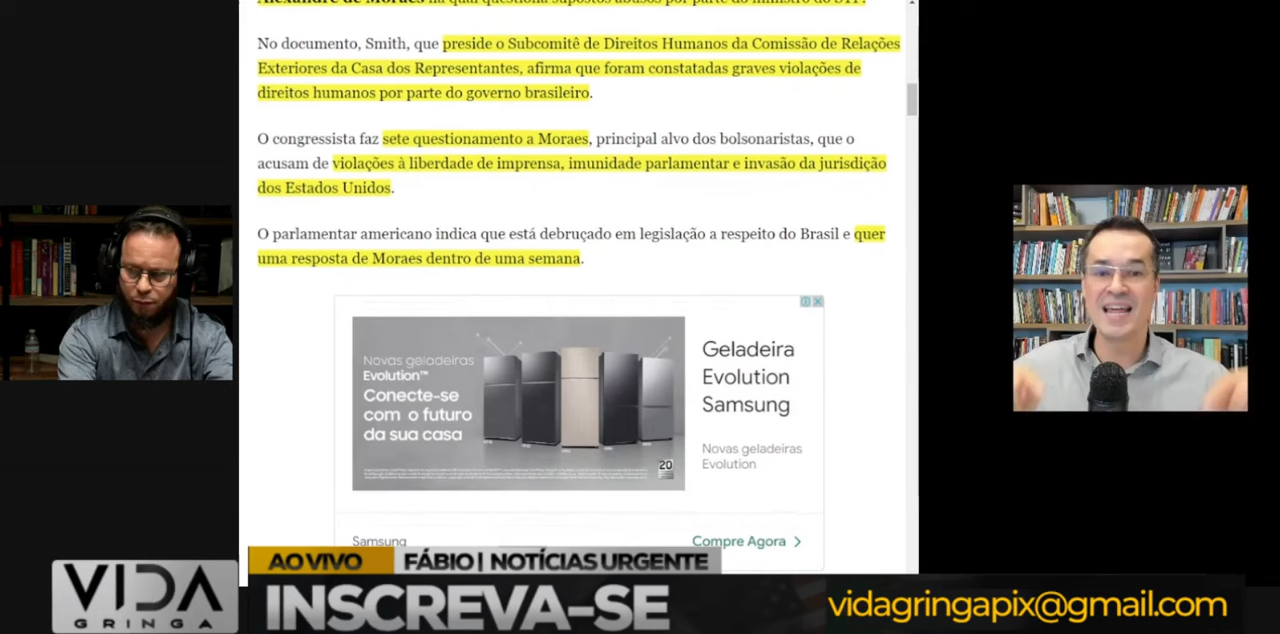 Alexandre de Moraes na qual questiona supostos abusos por parte do ministro do STF.
No documento, Smith, que preside o Subcomitê de Direitos Humanos da Comissão de Relações
Exteriores da Casa dos Representantes, afirma que foram constatadas graves violações de
direitos humanos por parte do governo brasileiro.
O congressista faz sete questionamento a Moraes, principal alvo dos bolsonaristas, que o
acusam de violações à liberdade de imprensa, imunidade parlamentar e invasão da jurisdição
dos Estados Unidos.
O parlamentar americano indica que está debruçado em legislação a respeito do Brasil e quer
uma resposta de Moraes dentro de uma semana.
Novas geladeiras
Evolution™
Conecte-se
com o futuro
da sua casa
20
Geladeira
Evolution
Samsung
Novas geladeiras
Evolution
Samsung
Compre Agora
AO VIVO
FÁBIO | NOTÍCIAS URGENTE
VIDA
GRINGA
INSCREVA-SE
vidagringapix@gmail.com